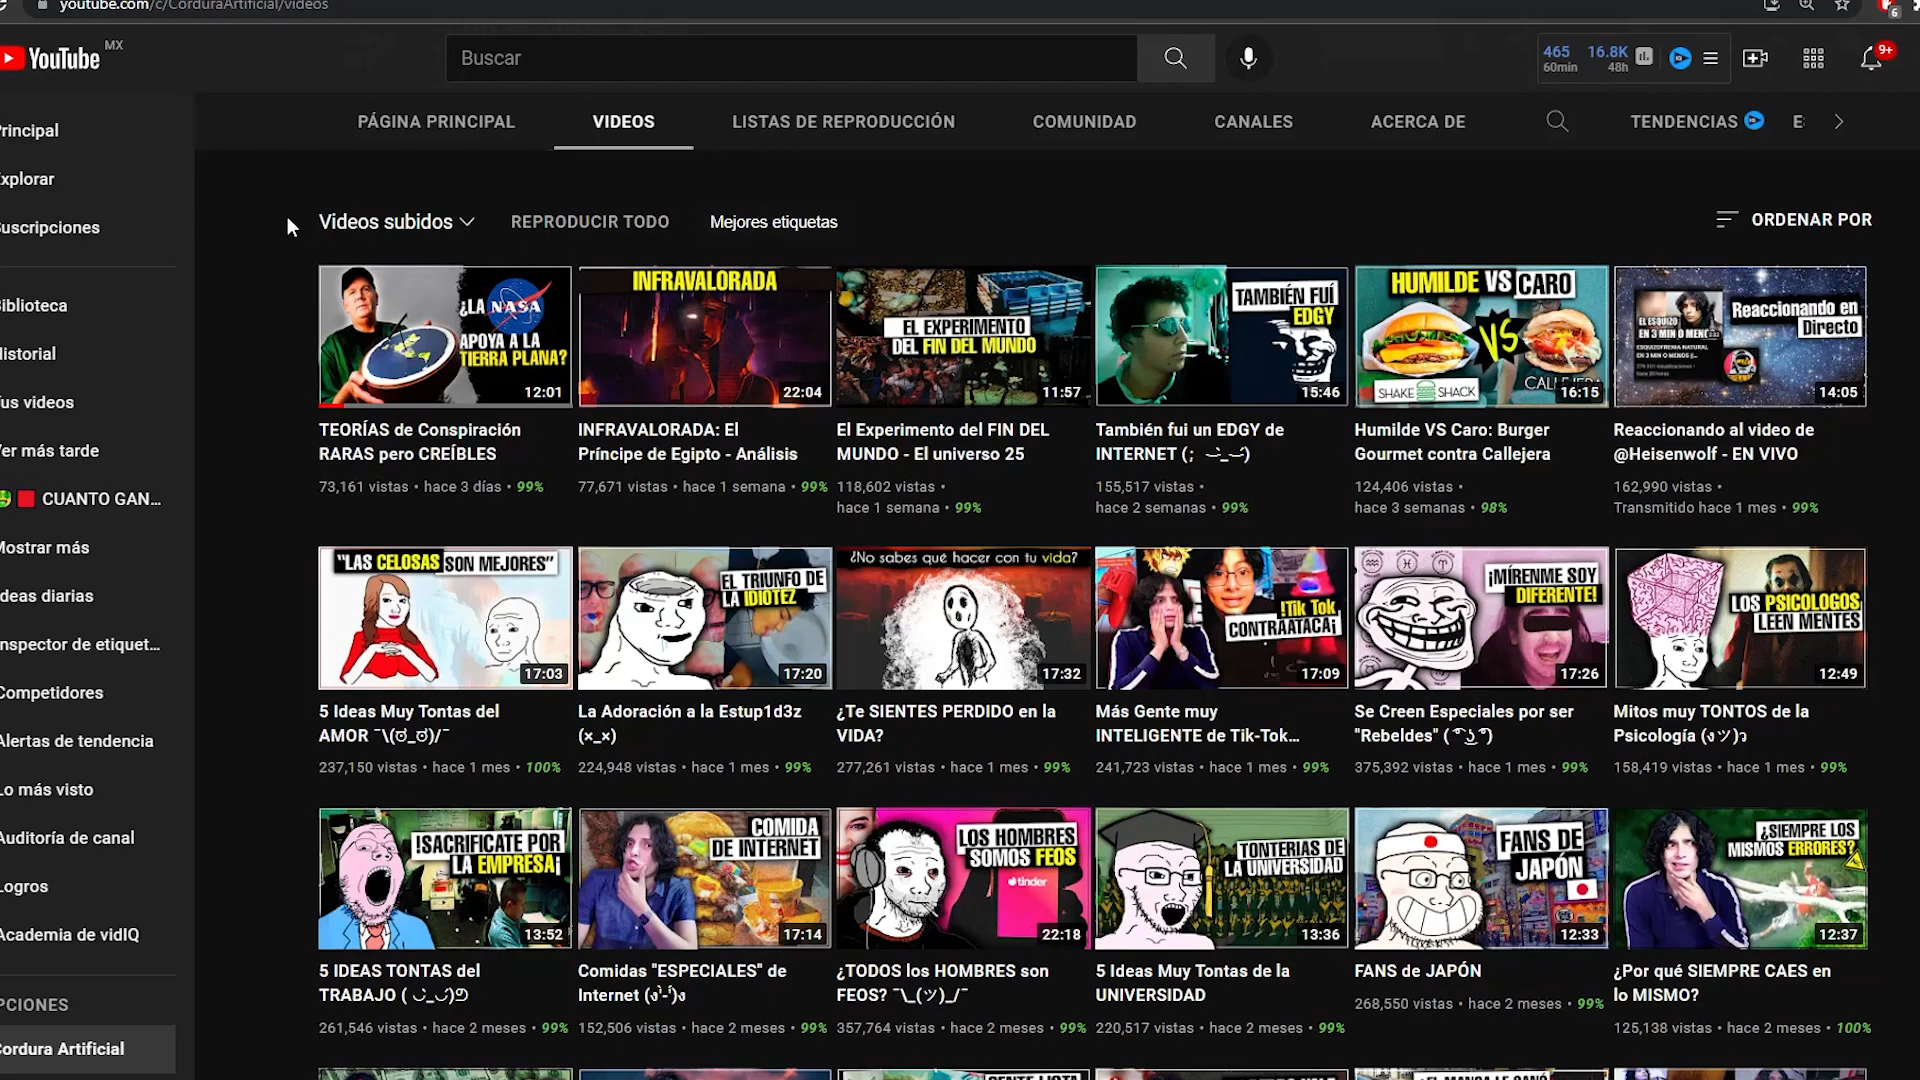 youtube.com/c/CorduraArtificial/videos
6
YouTube MX
Buscar
465 16.8K
60min 48h
9+
PÁGINA PRINCIPAL VIDEOS LISTAS DE REPRODUCCIÓN COMUNIDAD CANALES ACERCA DE TENDENCIAS E
rincipal
xplorar
uscripciones
iblioteca
istorial
us videos
er más tarde
CUANTO GAN...
Mostrar más
deas diarias
nspector de etiquet...
Competidores
Alertas de tendencia
Lo más visto
Auditoría de canal
Logros
Academia de vidIQ
PCIONES
Cordura Artificial
Videos subidos REPRODUCIR TODO Mejores etiquetas ORDENAR POR
¿LA NASA
APOYA A LA
TIERRA PLANA?
12:01
INFRAVALORADA
22:04
EL EXPERIMENTO
DEL FIN DEL MUNDO
11:57
TAMBIÉN FUÍ
EDGY
15:46
HUMILDE VS CARO
VS
SHAKE SHACK
16:15
Reaccionando en
Directo
EL ESQUIZO
14:05
TEORÍAS de Conspiración
RARAS pero CREÍBLES
73,161 vistas • hace 3 días • 99%
INFRAVALORADA: El
Príncipe de Egipto - Análisis
77,671 vistas • hace 1 semana • 99%
El Experimento del FIN DEL
MUNDO - El universo 25
118,602 vistas •
hace 1 semana • 99%
También fui un EDGY de
INTERNET (; ⌣̀_⌣́)
155,517 vistas •
hace 2 semanas • 99%
Humilde VS Caro: Burger
Gourmet contra Callejera
124,406 vistas •
hace 3 semanas • 98%
Reaccionando al video de
@Heisenwolf - EN VIVO
162,990 vistas •
Transmitido hace 1 mes • 99%
"LAS CELOSAS SON MEJORES"
17:03
EL TRIUNFO DE
LA IDIOTEZ
17:20
¿No sabes qué hacer con tu vida?
17:32
!Tik Tok
CONTRAATACA¡
17:09
¡MÍRENME SOY
DIFERENTE!
17:26
LOS PSICOLOGOS
LEEN MENTES
12:49
5 Ideas Muy Tontas del
AMOR ¯\(ಠ_ಠ)/¯
237,150 vistas • hace 1 mes • 100%
La Adoración a la Estup1d3z
(×_×)
224,948 vistas • hace 1 mes • 99%
¿Te SIENTES PERDIDO en la
VIDA?
277,261 vistas • hace 1 mes • 99%
Más Gente muy
INTELIGENTE de Tik-Tok...
241,723 vistas • hace 1 mes • 99%
Se Creen Especiales por ser
"Rebeldes" ( ͡° ͜ʖ ͡°)
375,392 vistas • hace 1 mes • 99%
Mitos muy TONTOS de la
Psicología (งツ)ว
158,419 vistas • hace 1 mes • 99%
!SACRIFICATE POR
LA EMPRESA¡
13:52
COMIDA
DE INTERNET
17:14
LOS HOMBRES
SOMOS FEOS
tinder
22:18
TONTERIAS DE
LA UNIVERSIDAD
13:36
FANS DE
JAPÓN
12:33
¿SIEMPRE LOS
MISMOS ERRORES?
12:37
5 IDEAS TONTAS del
TRABAJO ( ◡̀_◡́)ᕤ
261,546 vistas • hace 2 meses • 99%
Comidas "ESPECIALES" de
Internet (ง'̀-'́)ง
152,506 vistas • hace 2 meses • 99%
¿TODOS los HOMBRES son
FEOS? ¯\_(ツ)_/¯
357,764 vistas • hace 2 meses • 99%
5 Ideas Muy Tontas de la
UNIVERSIDAD
220,517 vistas • hace 2 meses • 99%
FANS de JAPÓN
268,550 vistas • hace 2 meses • 99%
¿Por qué SIEMPRE CAES en
lo MISMO?
125,138 vistas • hace 2 meses • 100%